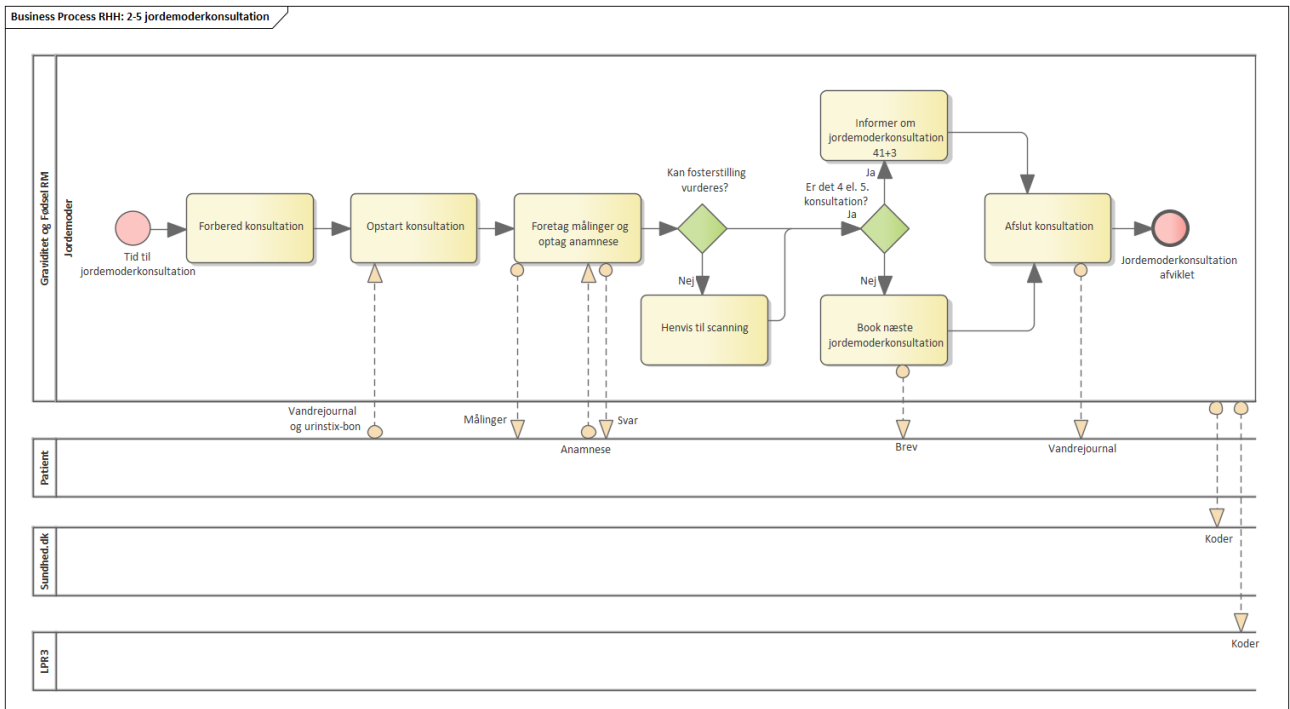 Business Process RHH: 2-5 jordemoderkonsultation
Graviditet og Fødsel RM
Jordemoder
Tid til
jordemoderkonsultation
Forbered konsultation
Opstart konsultation
Foretag målinger og
optag anamnese
Kan fosterstilling
vurderes?
Nej
Henvis til scanning
Ja
Er det 4 el. 5.
konsultation?
Ja
Informer om
jordemoderkonsultation
41+3
Nej
Book næste
jordemoderkonsultation
Afslut konsultation
Jordemoderkonsultation
afviklet
Vandrejournal
og urinstix-bon
Målinger
Anamnese
Svar
Brev
Vandrejournal
Patient
Koder
Sundhed.dk
Koder
LPR3